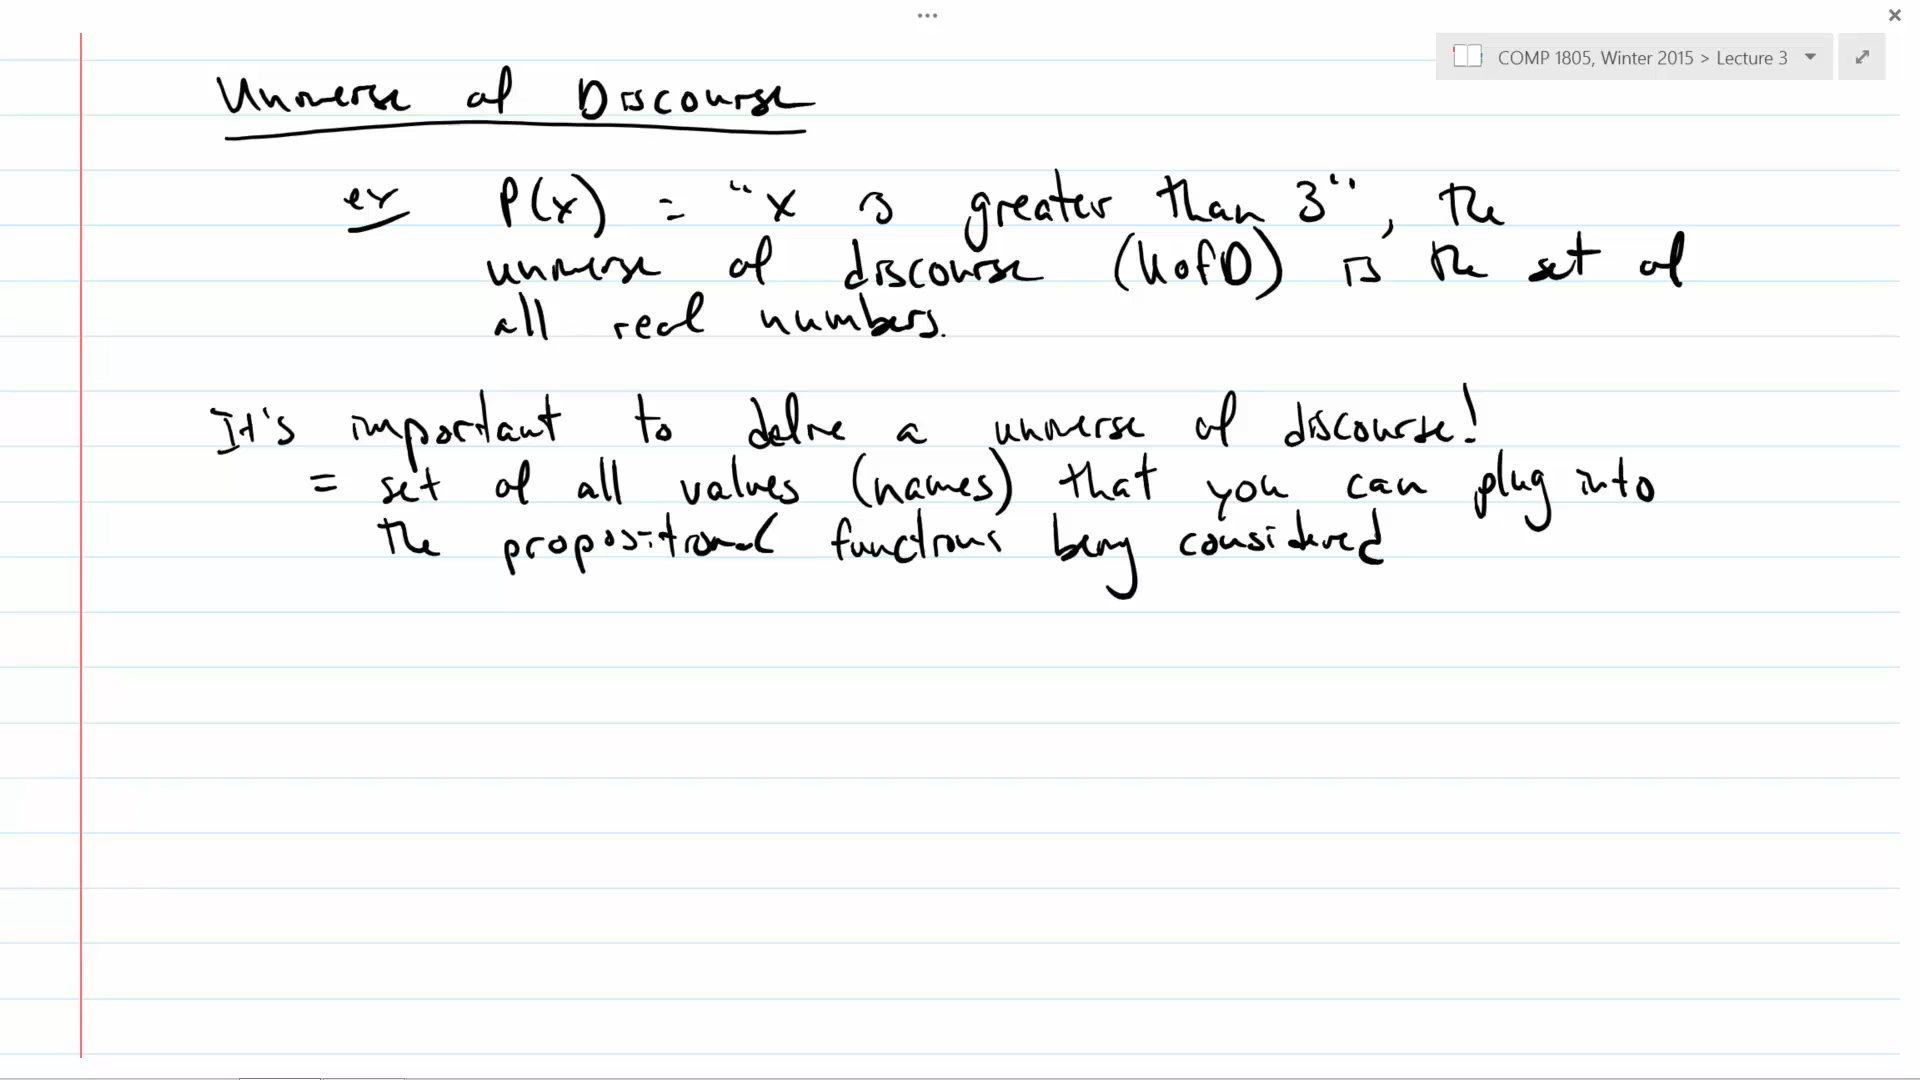 COMP 1805, Winter 2015 > Lecture 3
Universe of Discourse
ex P(x) = "x is greater than 3", the
universe of discourse (UofD) is the set of
all real numbers.
It's important to define a universe of discourse!
= set of all values (names) that you can plug into
the propositional functions being considered